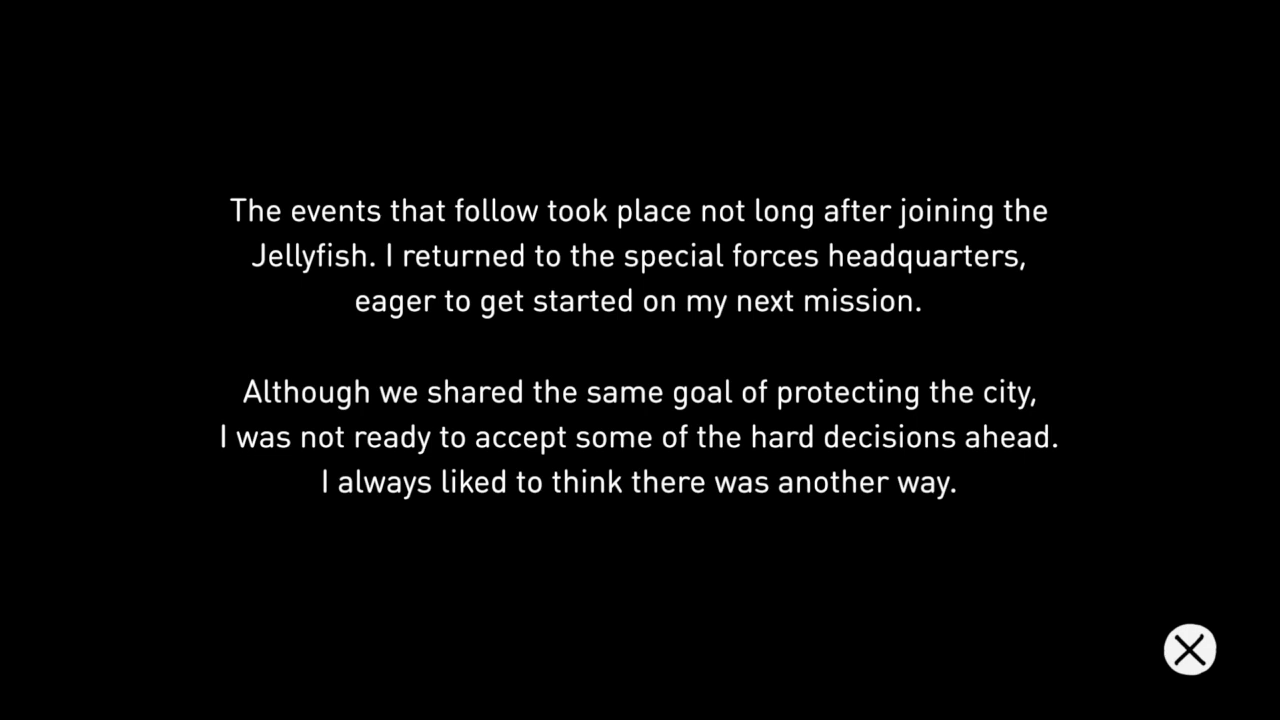 The events that follow took place not long after joining the
Jellyfish. I returned to the special forces headquarters,
eager to get started on my next mission.
Although we shared the same goal of protecting the city,
I was not ready to accept some of the hard decisions ahead.
I always liked to think there was another way.